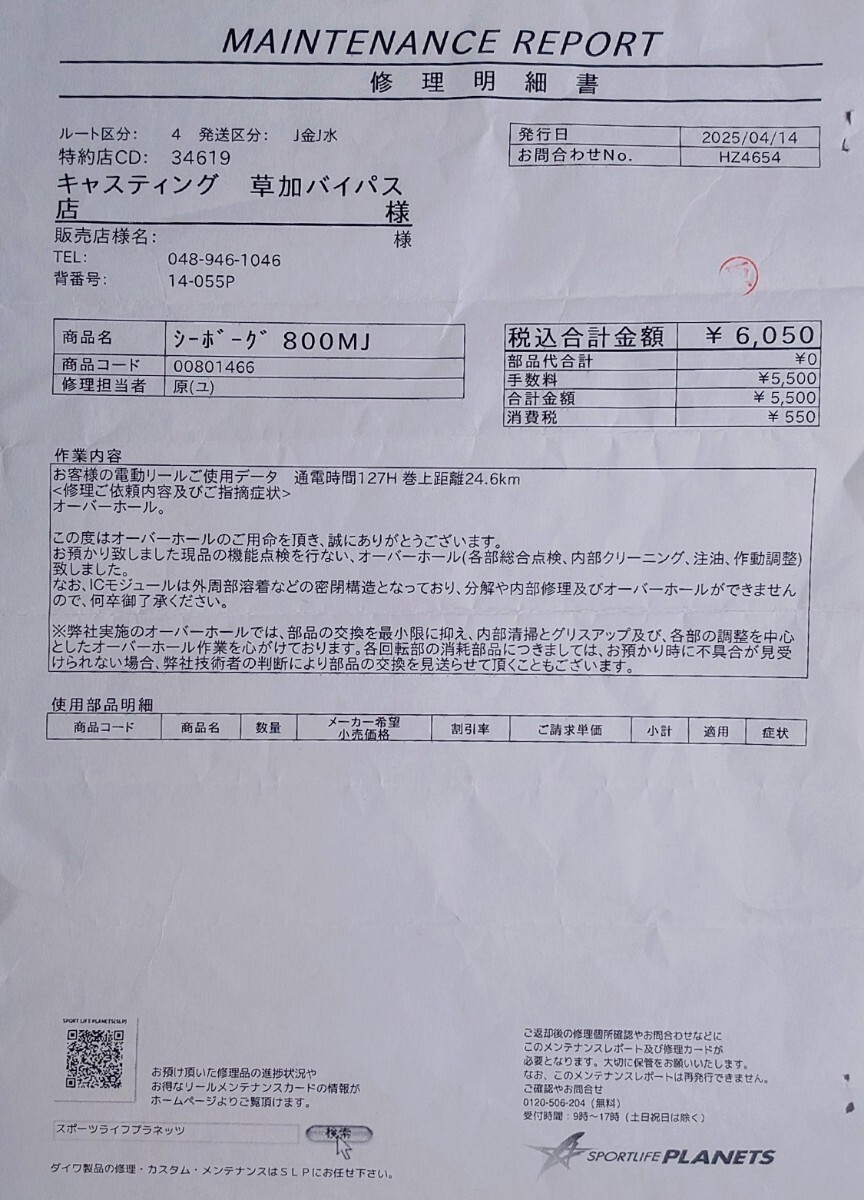 MAINTENANCE REPORT
修理明細書
ルート区分: 4 発送区分: J金J水
特約店CD: 34619
キャスティング 草加バイパス
店 様
販売店様名: 様
TEL: 048-946-1046
背番号: 14-055P
発行日 2025/04/14
お問合わせNo. HZ4654
商品名 ｼｰﾎﾞｰｸﾞ 800MJ
商品コード 00801466
修理担当者 原(ユ)
税込合計金額 ¥ 6,050
部品代合計 ¥0
手数料 ¥5,500
合計金額 ¥ 5,500
消費税 ¥ 550
作業内容
お客様の電動リールご使用データ 通電時間127H 巻上距離24.6km
<修理ご依頼内容及びご指摘症状>
オーバーホール。
この度はオーバーホールのご用命を頂き、誠にありがとうございます。
お預かり致しました現品の機能点検を行ない、オーバーホール(各部総合点検、内部クリーニング、注油、作動調整)
致しました。
なお、ICモジュールは外周部溶着などの密閉構造となっており、分解や内部修理及びオーバーホールができません
ので、何卒御了承ください。
※弊社実施のオーバーホールでは、部品の交換を最小限に抑え、内部清掃とグリスアップ及び、各部の調整を中心
としたオーバーホール作業を心がけております。各回転部の消耗部品につきましては、お預かり時に不具合が見受
けられない場合、弊社技術者の判断により部品の交換を見送らせて頂くこともございます。
使用部品明細
商品コード 商品名 数量 メーカー希望 割引率 ご請求単価 小計 適用 症状
小売価格
SPORT LIFE PLANETS(SLP)
お預け頂いた修理品の進捗状況や
お得なリールメンテナンスカードの情報が
ホームページよりご覧頂けます。
スポーツライフプラネッツ 検索
ダイワ製品の修理・カスタム・メンテナンスはSLPにお任せ下さい。
ご返却後の修理個所確認やお問合わせなどに
このメンテナンスレポート及び修理カードが
必要となります。大切に保管をお願いいたします。
なお、このメンテナンスレポートは再発行できません。
ご確認やお問合せ
0120-506-204 (無料)
受付時間:9時～17時 (土日祝日は除く)
SPORTLIFE PLANETS